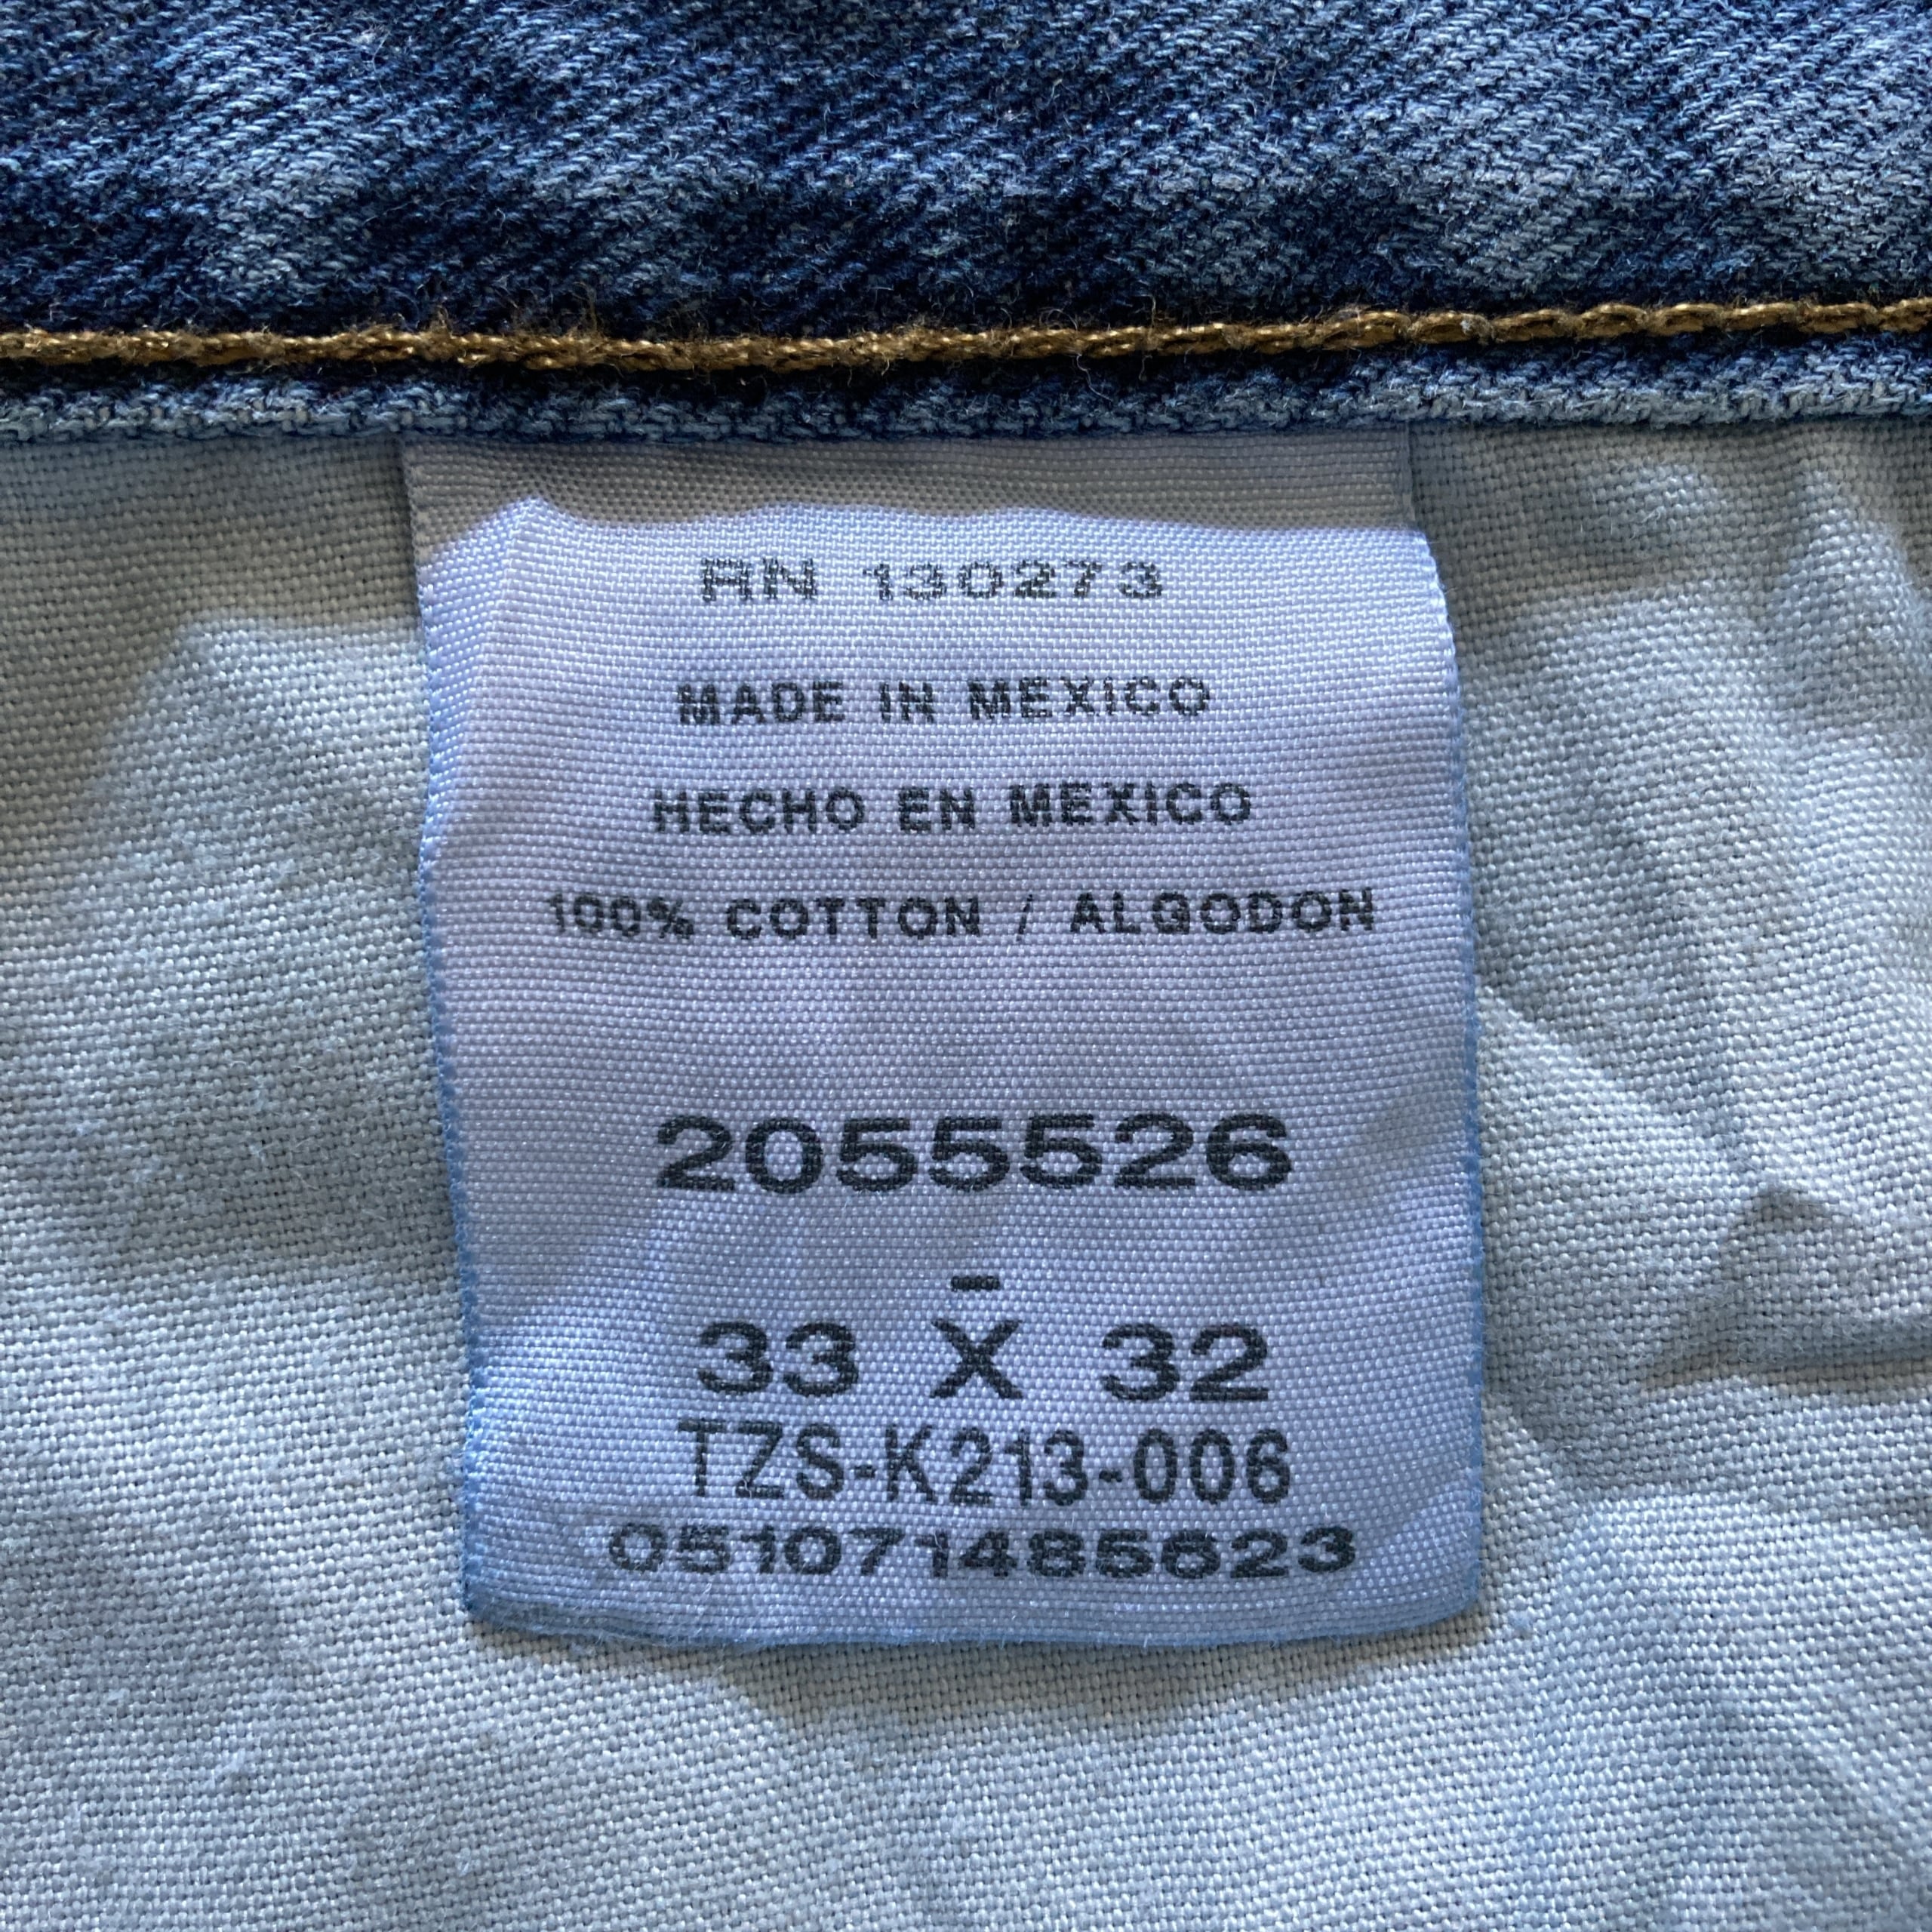 RN 130273
MADE IN MEXICO
HECHO EN MEXICO
100% COTTON / ALGODON
2055526
-
33 X 32
TZS-K213-006
051071485623